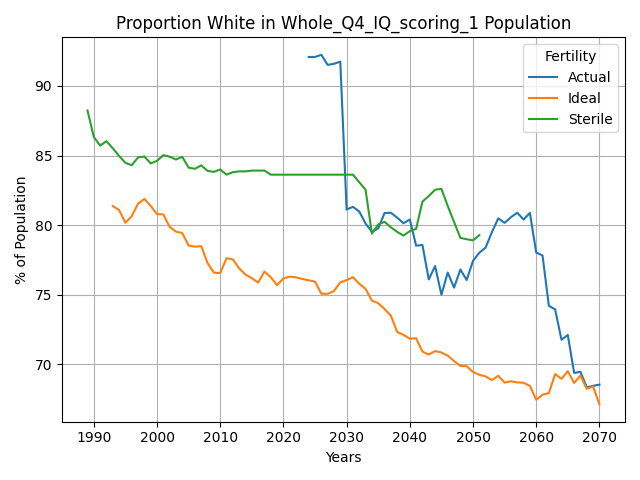 Proportion White in Whole_Q4_IQ_scoring_1 Population
Fertility
Actual
Ideal
Sterile
% of Population
90
85
80
75
70
1990
2000
2010
2020
2030
2040
2050
2060
2070
Years